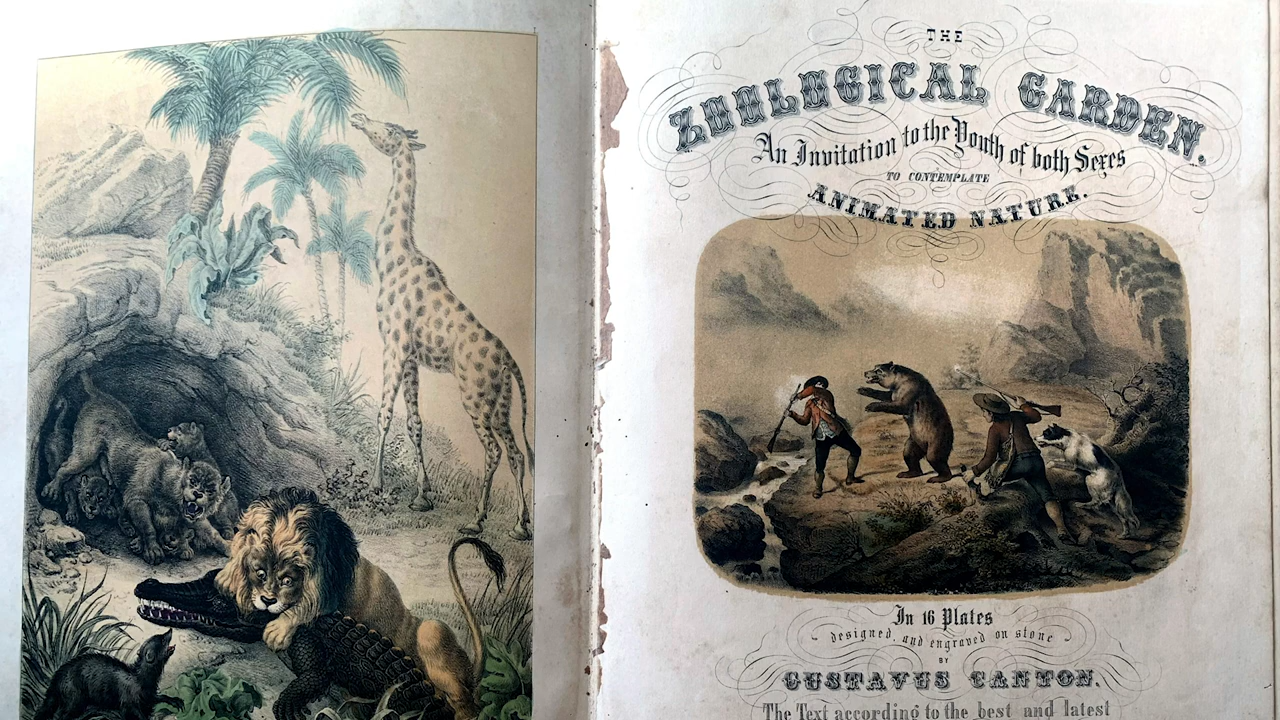 THE
ZOOLOGICAL GARDEN.
An Invitation to the Youth of both Sexes
TO CONTEMPLATE
ANIMATED NATURE.
In 16 Plates
designed and engraved on stone
BY
GUSTAVUS CANTON.
The Text according to the best and latest